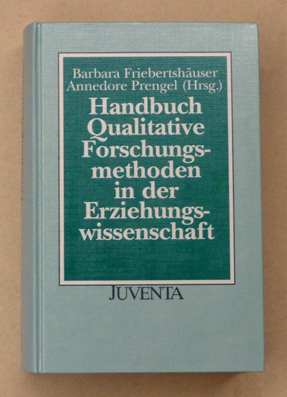 Barbara Friebertshäuser
Annedore Prengel (Hrsg.)
Handbuch
Qualitative
Forschungs-
methoden
in der
Erziehungs-
wissenschaft
JUVENTA